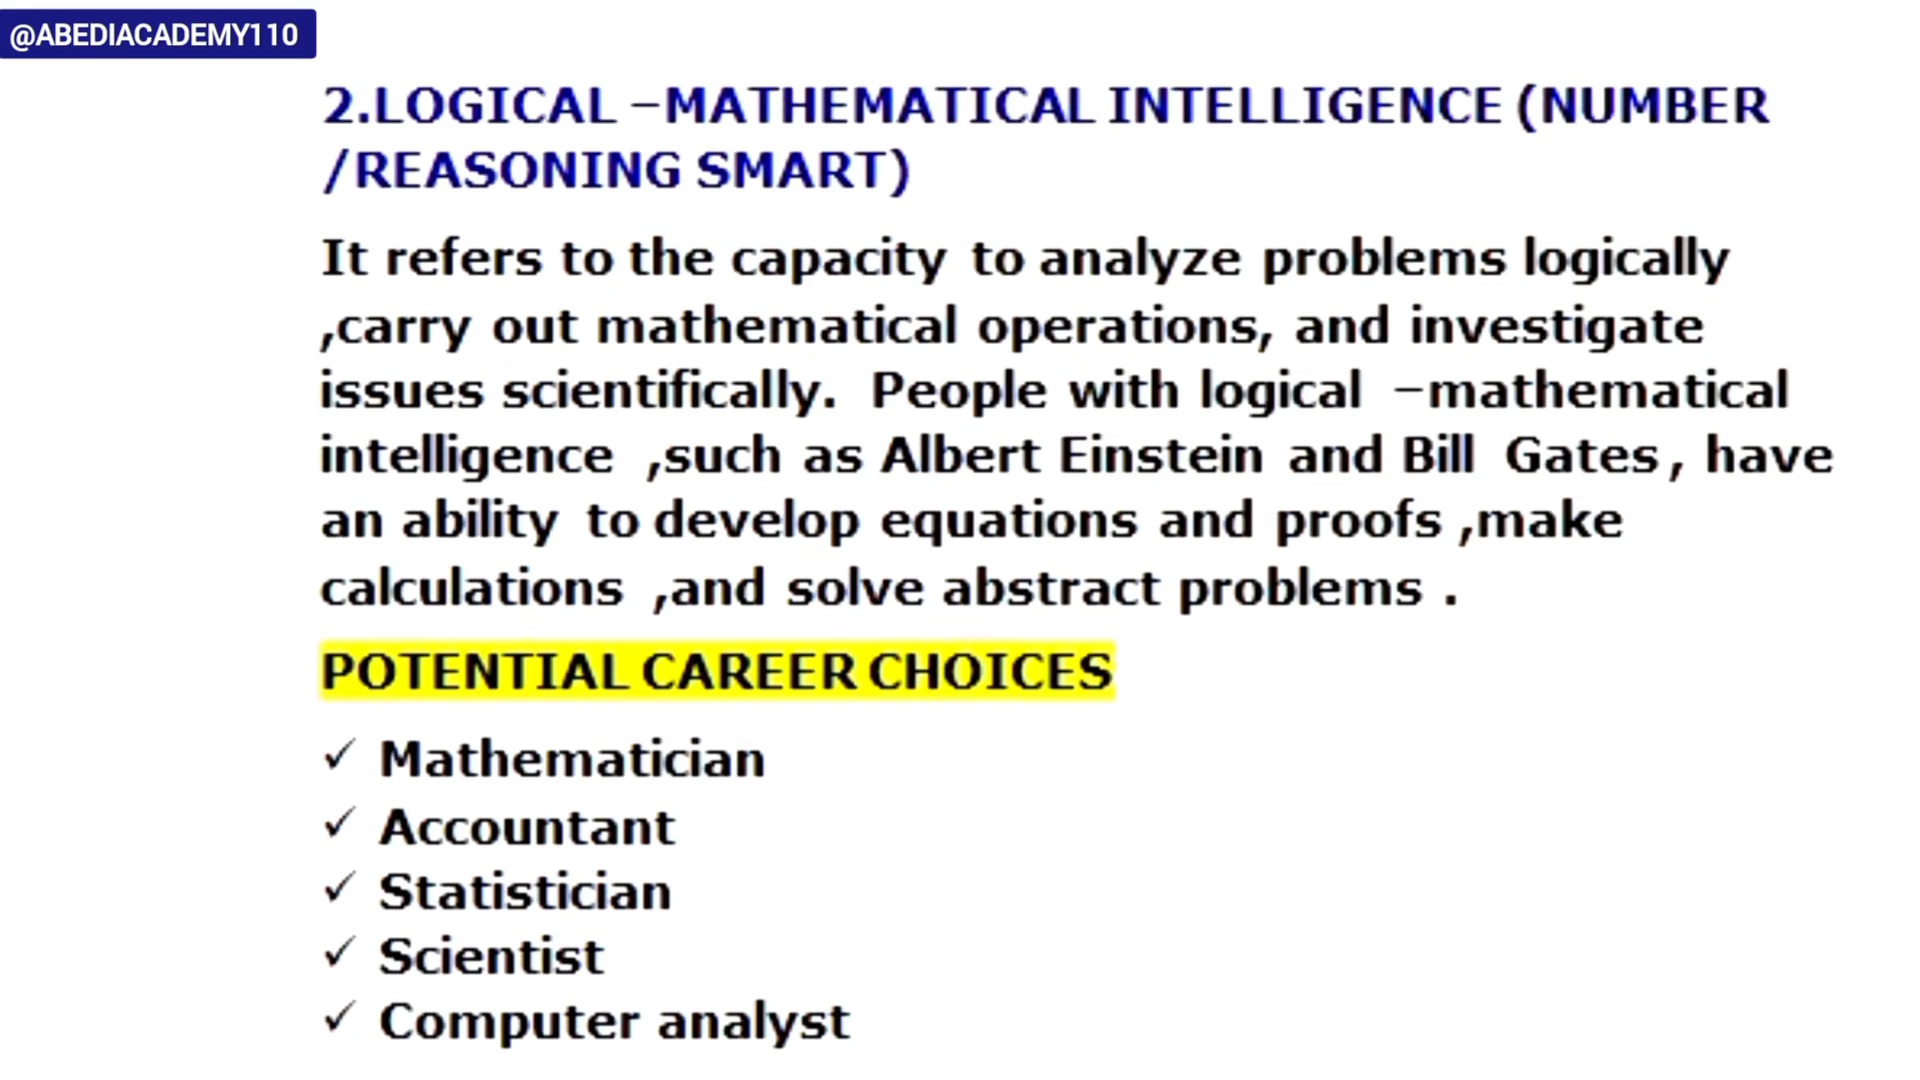 @ABEDIACADEMY110
2.LOGICAL –MATHEMATICAL INTELLIGENCE (NUMBER
/REASONING SMART)
It refers to the capacity to analyze problems logically
,carry out mathematical operations, and investigate
issues scientifically. People with logical –mathematical
intelligence ,such as Albert Einstein and Bill Gates, have
an ability to develop equations and proofs ,make
calculations ,and solve abstract problems .
POTENTIAL CAREER CHOICES
✓ Mathematician
✓ Accountant
✓ Statistician
✓ Scientist
✓ Computer analyst